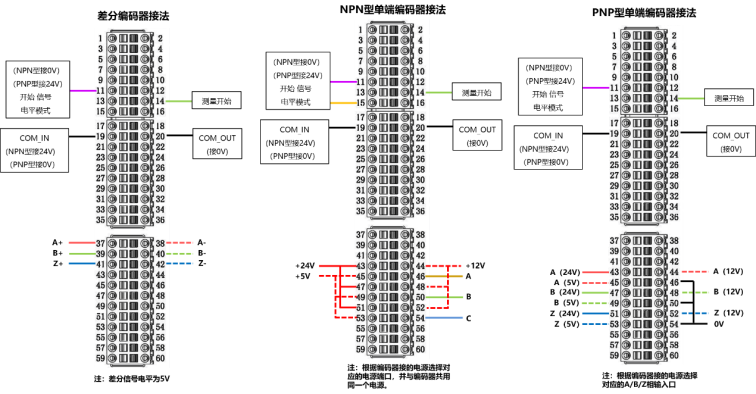 差分编码器接法
1 2
3 4
5 6
7 8
9 10
11 12
13 14
15 16
17 18
19 20
21 22
23 24
25 26
27 28
29 30
31 32
33 34
35 36
(NPN型接0V)
(PNP型接24V)
开始 信号
电平模式
测量开始
COM_IN
(NPN型接24V)
(PNP型接0V)
COM_OUT
(接0V)
37 38
39 40
41 42
43 44
45 46
47 48
49 50
51 52
53 54
55 56
57 58
59 60
A+ A-
B+ B-
Z+ Z-
注：差分信号电平为5V
NPN型单端编码器接法
1 2
3 4
5 6
7 8
9 10
11 12
13 14
15 16
17 18
19 20
21 22
23 24
25 26
27 28
29 30
31 32
33 34
35 36
(NPN型接0V)
(PNP型接24V)
开始 信号
电平模式
测量开始
COM_IN
(NPN型接24V)
(PNP型接0V)
COM_OUT
(接0V)
37 38
39 40
41 42
43 44
45 46
47 48
49 50
51 52
53 54
55 56
57 58
59 60
+24V +12V
+5V A
B
C
注：根据编码器接的电源选择对
应的电源端口，并与编码器共用
同一个电源。
PNP型单端编码器接法
1 2
3 4
5 6
7 8
9 10
11 12
13 14
15 16
17 18
19 20
21 22
23 24
25 26
27 28
29 30
31 32
33 34
35 36
(NPN型接0V)
(PNP型接24V)
开始 信号
电平模式
测量开始
COM_IN
(NPN型接24V)
(PNP型接0V)
COM_OUT
(接0V)
37 38
39 40
41 42
43 44
45 46
47 48
49 50
51 52
53 54
55 56
57 58
59 60
A (24V) A (12V)
A (5V)
B (24V) B (12V)
B (5V)
Z (24V) Z (12V)
Z (5V) 0V
注：根据编码器接的电源选择
对应的A/B/Z相输入口